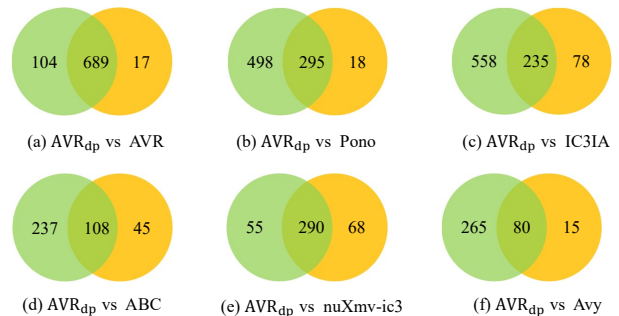 104 689 17
498 295 18
558 235 78
(a) AVRdp vs AVR
(b) AVRdp vs Pono
(c) AVRdp vs IC3IA
237 108 45
55 290 68
265 80 15
(d) AVRdp vs ABC
(e) AVRdp vs nuXmv-ic3
(f) AVRdp vs Avy